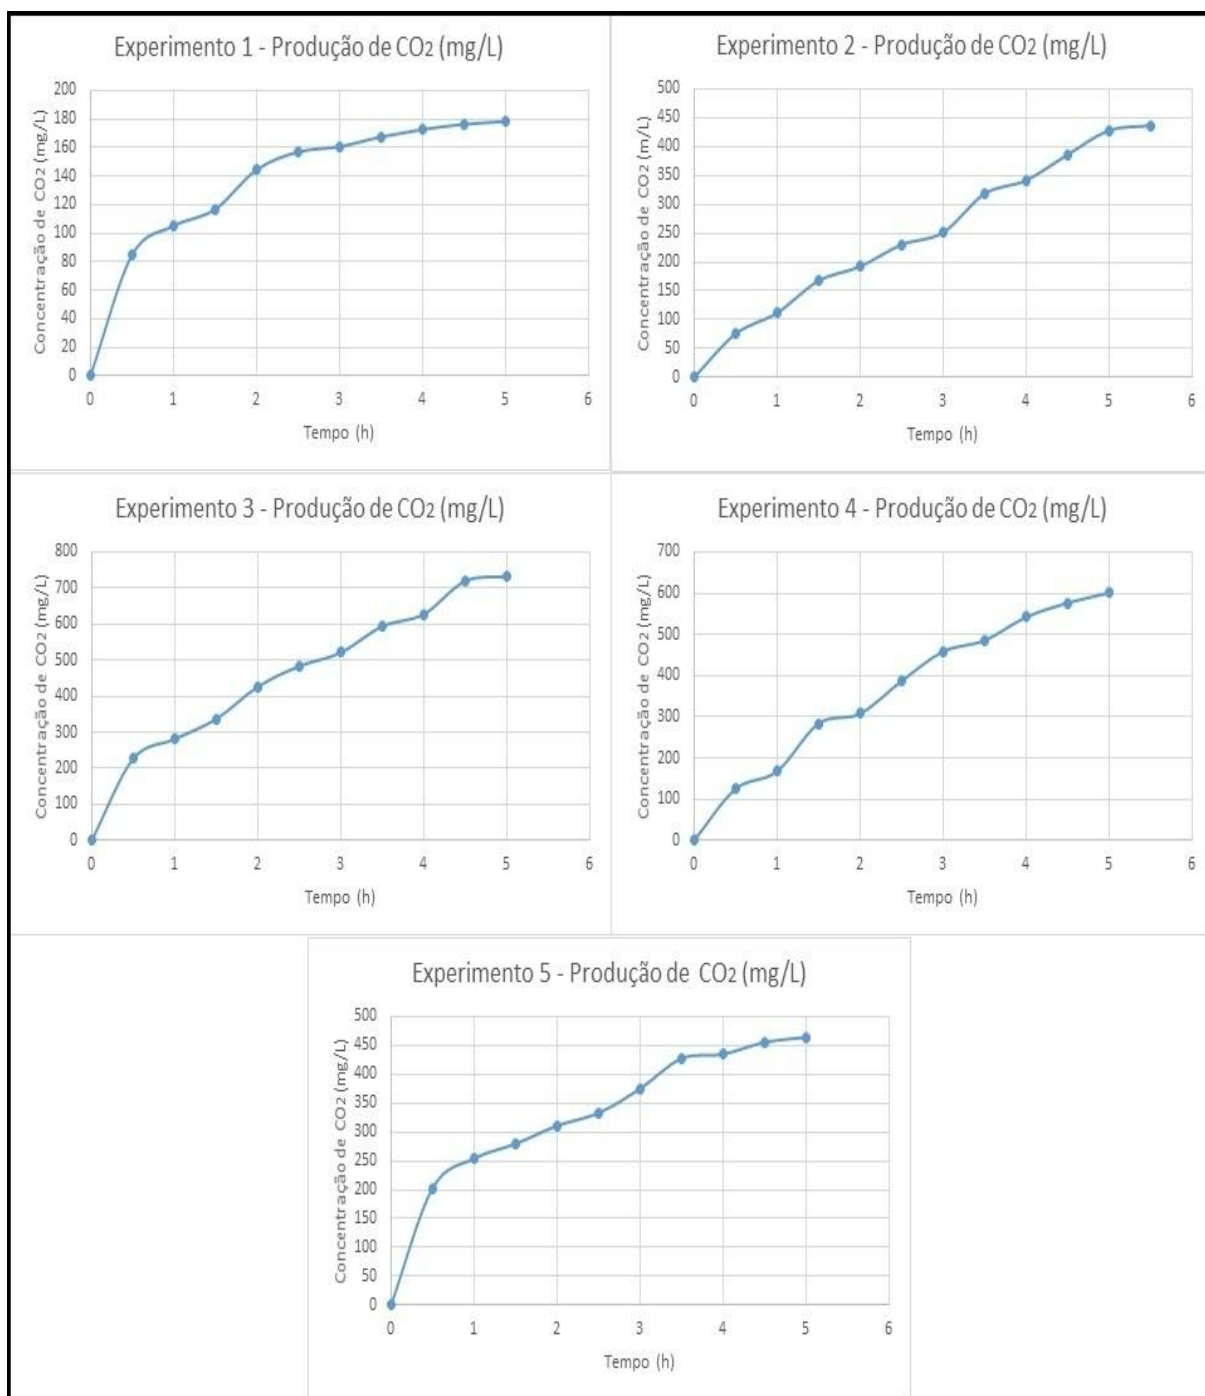 Experimento 1 - Produção de CO2 (mg/L)
Concentração de CO2 (mg/L)
200
180
160
140
120
100
80
60
40
20
0
0 1 2 3 4 5 6
Tempo (h)
Experimento 2 - Produção de CO2 (mg/L)
Concentração de CO2 (m/L)
500
450
400
350
300
250
200
150
100
50
0
0 1 2 3 4 5 6
Tempo (h)
Experimento 3 - Produção de CO2 (mg/L)
Concentração de CO2 (mg/L)
800
700
600
500
400
300
200
100
0
0 1 2 3 4 5 6
Tempo (h)
Experimento 4 - Produção de CO2 (mg/L)
Concentração de CO2 (mg/L)
700
600
500
400
300
200
100
0
0 1 2 3 4 5 6
Tempo (h)
Experimento 5 - Produção de CO2 (mg/L)
Concentração de CO2 (mg/L)
500
450
400
350
300
250
200
150
100
50
0
0 1 2 3 4 5 6
Tempo (h)